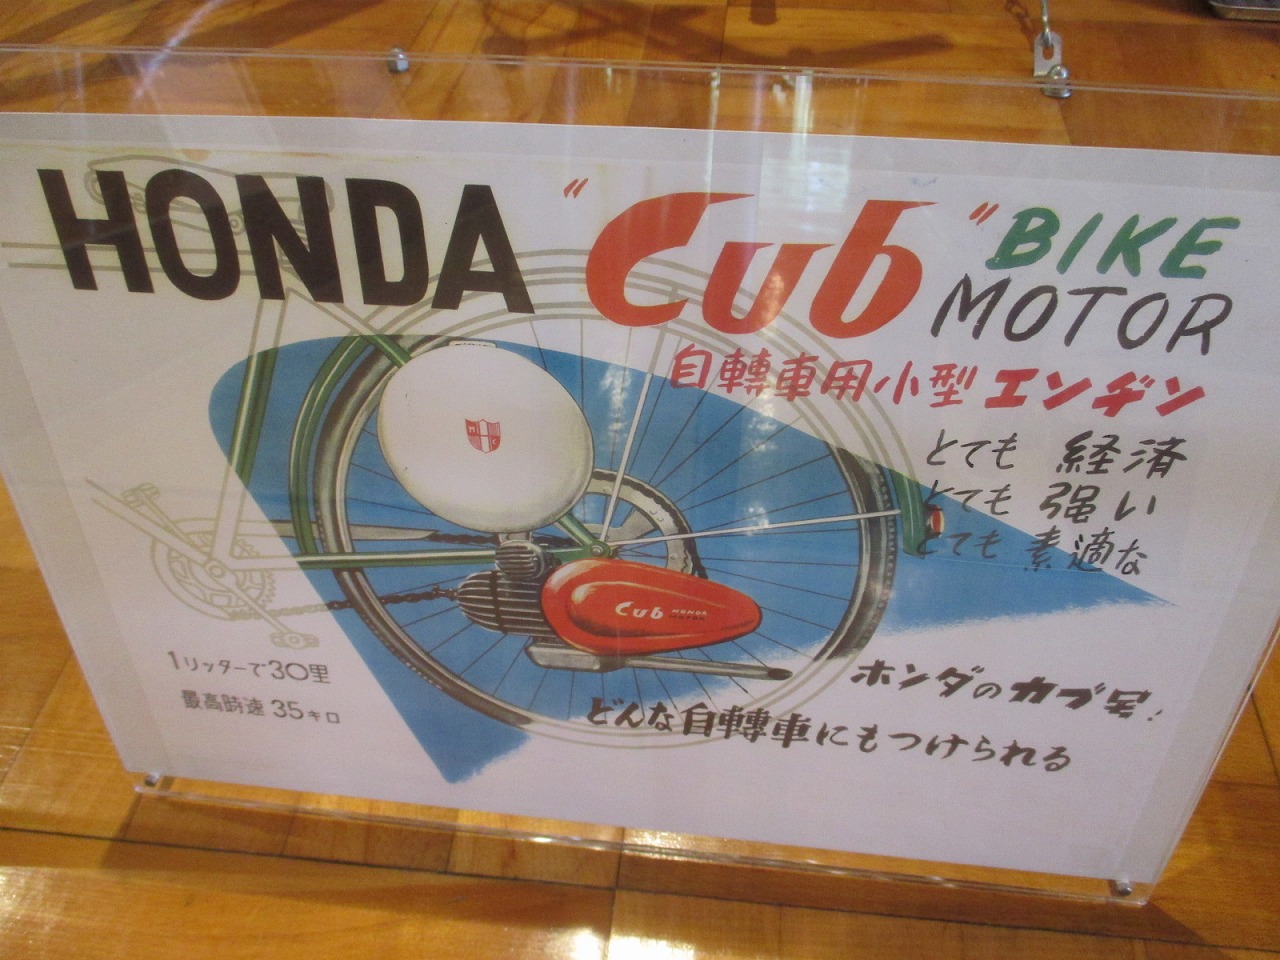 HONDA "Cub" BIKE
MOTOR
自轉車用小型エンヂン
とても 経済
とても 强い
とても 素適な
Cub HONDA MOTOR
1リッターで30里
最高時速 35キロ
ホンダのカブ号!
どんな自轉車にもつけられる